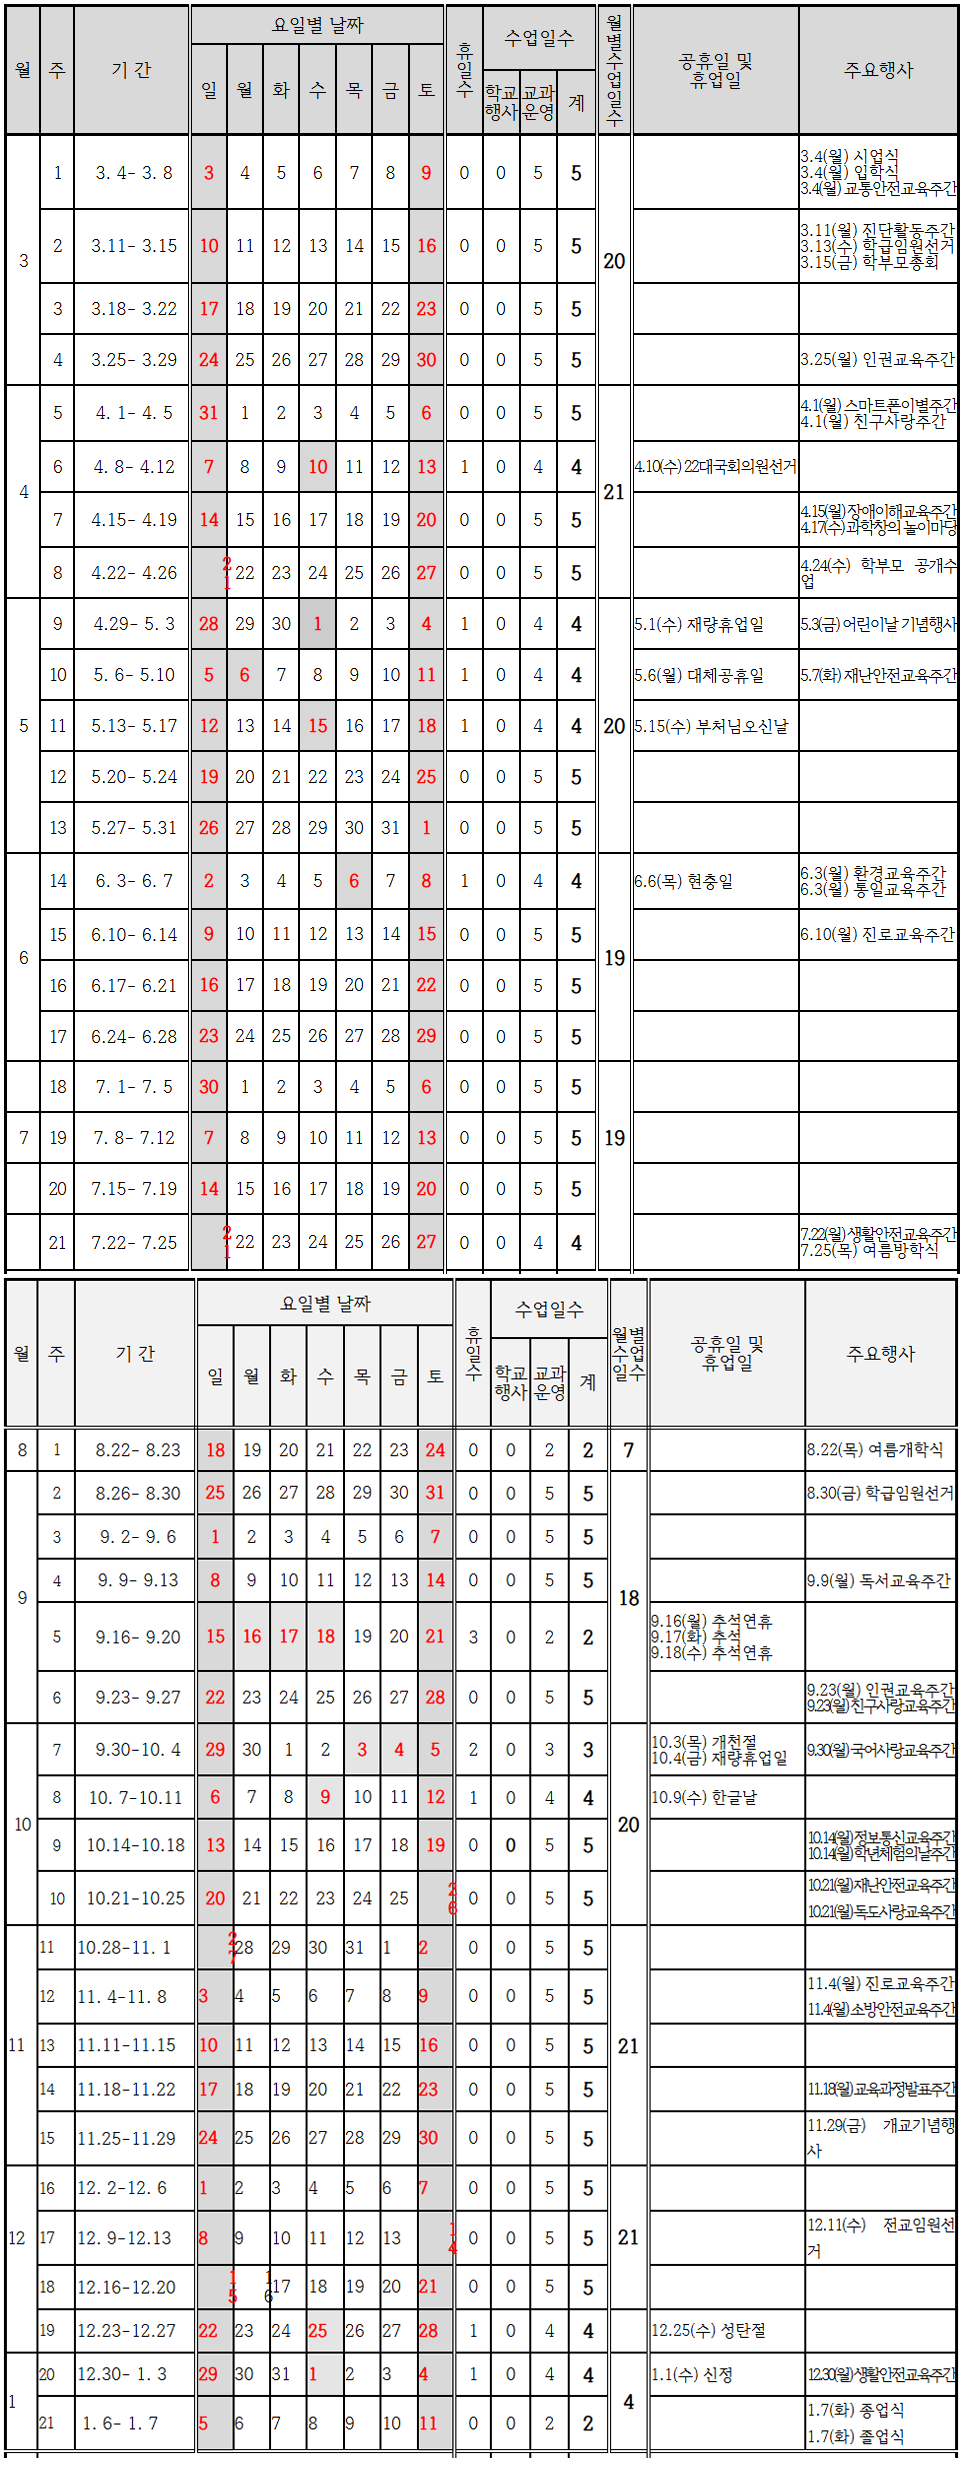 월 주 기 간 요일별 날짜 휴일수 수업일수 월별수업일수 공휴일 및 휴업일 주요행사
일 월 화 수 목 금 토 학교행사 교과운영 계
3 1 3. 4- 3. 8 3 4 5 6 7 8 9 0 0 5 5 20
3.4(월) 시업식
3.4(월) 입학식
3.4(월) 교통안전교육주간
2 3.11- 3.15 10 11 12 13 14 15 16 0 0 5 5
3.11(월) 진단활동주간
3.13(수) 학급임원선거
3.15(금) 학부모총회
3 3.18- 3.22 17 18 19 20 21 22 23 0 0 5 5
4 3.25- 3.29 24 25 26 27 28 29 30 0 0 5 5 3.25(월) 인권교육주간
4 5 4. 1- 4. 5 31 1 2 3 4 5 6 0 0 5 5 21
4.1(월) 스마트폰이별주간
4.1(월) 친구사랑주간
6 4. 8- 4.12 7 8 9 10 11 12 13 1 0 4 4 4.10(수) 22대국회의원선거
7 4.15- 4.19 14 15 16 17 18 19 20 0 0 5 5
4.15(월) 장애이해교육주간
4.17(수) 과학창의 놀이마당
8 4.22- 4.26 21 22 23 24 25 26 27 0 0 5 5
4.24(수) 학부모 공개수
업
5 9 4.29- 5. 3 28 29 30 1 2 3 4 1 0 4 4 20 5.1(수) 재량휴업일 5.3(금) 어린이날 기념행사
10 5. 6- 5.10 5 6 7 8 9 10 11 1 0 4 4 5.6(월) 대체공휴일 5.7(화) 재난안전교육주간
11 5.13- 5.17 12 13 14 15 16 17 18 1 0 4 4 5.15(수) 부처님오신날
12 5.20- 5.24 19 20 21 22 23 24 25 0 0 5 5
13 5.27- 5.31 26 27 28 29 30 31 1 0 0 5 5
6 14 6. 3- 6. 7 2 3 4 5 6 7 8 1 0 4 4 19 6.6(목) 현충일
6.3(월) 환경교육주간
6.3(월) 통일교육주간
15 6.10- 6.14 9 10 11 12 13 14 15 0 0 5 5 6.10(월) 진로교육주간
16 6.17- 6.21 16 17 18 19 20 21 22 0 0 5 5
17 6.24- 6.28 23 24 25 26 27 28 29 0 0 5 5
18 7. 1- 7. 5 30 1 2 3 4 5 6 0 0 5 5
7 19 7. 8- 7.12 7 8 9 10 11 12 13 0 0 5 5 19
20 7.15- 7.19 14 15 16 17 18 19 20 0 0 5 5
21 7.22- 7.25 21 22 23 24 25 26 27 0 0 4 4
7.22(월) 생활안전교육주간
7.25(목) 여름방학식
월 주 기 간 요일별 날짜 휴일수 수업일수 월별수업일수 공휴일 및 휴업일 주요행사
일 월 화 수 목 금 토 학교행사 교과운영 계
8 1 8.22- 8.23 18 19 20 21 22 23 24 0 0 2 2 7 8.22(목) 여름개학식
9 2 8.26- 8.30 25 26 27 28 29 30 31 0 0 5 5 18 8.30(금) 학급임원선거
3 9. 2- 9. 6 1 2 3 4 5 6 7 0 0 5 5
4 9. 9- 9.13 8 9 10 11 12 13 14 0 0 5 5 9.9(월) 독서교육주간
5 9.16- 9.20 15 16 17 18 19 20 21 3 0 2 2
9.16(월) 추석연휴
9.17(화) 추석
9.18(수) 추석연휴
6 9.23- 9.27 22 23 24 25 26 27 28 0 0 5 5
9.23(월) 인권교육주간
9.23(월) 친구사랑교육주간
10 7 9.30-10. 4 29 30 1 2 3 4 5 2 0 3 3 20
10.3(목) 개천절
10.4(금) 재량휴업일
9.30(월) 국어사랑교육주간
8 10. 7-10.11 6 7 8 9 10 11 12 1 0 4 4 10.9(수) 한글날
9 10.14-10.18 13 14 15 16 17 18 19 0 0 5 5
10.14(월) 정보통신교육주간
10.14(월) 학년체험의날주간
10 10.21-10.25 20 21 22 23 24 25 26 0 0 5 5
10.21(월) 재난안전교육주간
10.21(월) 독도사랑교육주간
11 11 10.28-11. 1 27 28 29 30 31 1 2 0 0 5 5 21
12 11. 4-11. 8 3 4 5 6 7 8 9 0 0 5 5
11.4(월) 진로교육주간
11.4(월) 소방안전교육주간
13 11.11-11.15 10 11 12 13 14 15 16 0 0 5 5
14 11.18-11.22 17 18 19 20 21 22 23 0 0 5 5 11.18(월) 교육과정발표주간
15 11.25-11.29 24 25 26 27 28 29 30 0 0 5 5
11.29(금) 개교기념행
사
12 16 12. 2-12. 6 1 2 3 4 5 6 7 0 0 5 5 21
17 12. 9-12.13 8 9 10 11 12 13 14 0 0 5 5
12.11(수) 전교임원선
거
18 12.16-12.20 15 16 17 18 19 20 21 0 0 5 5
19 12.23-12.27 22 23 24 25 26 27 28 1 0 4 4 12.25(수) 성탄절
1 20 12.30- 1. 3 29 30 31 1 2 3 4 1 0 4 4 4 1.1(수) 신정 12.30(월) 생활안전교육주간
21 1. 6- 1. 7 5 6 7 8 9 10 11 0 0 2 2
1.7(화) 종업식
1.7(화) 졸업식